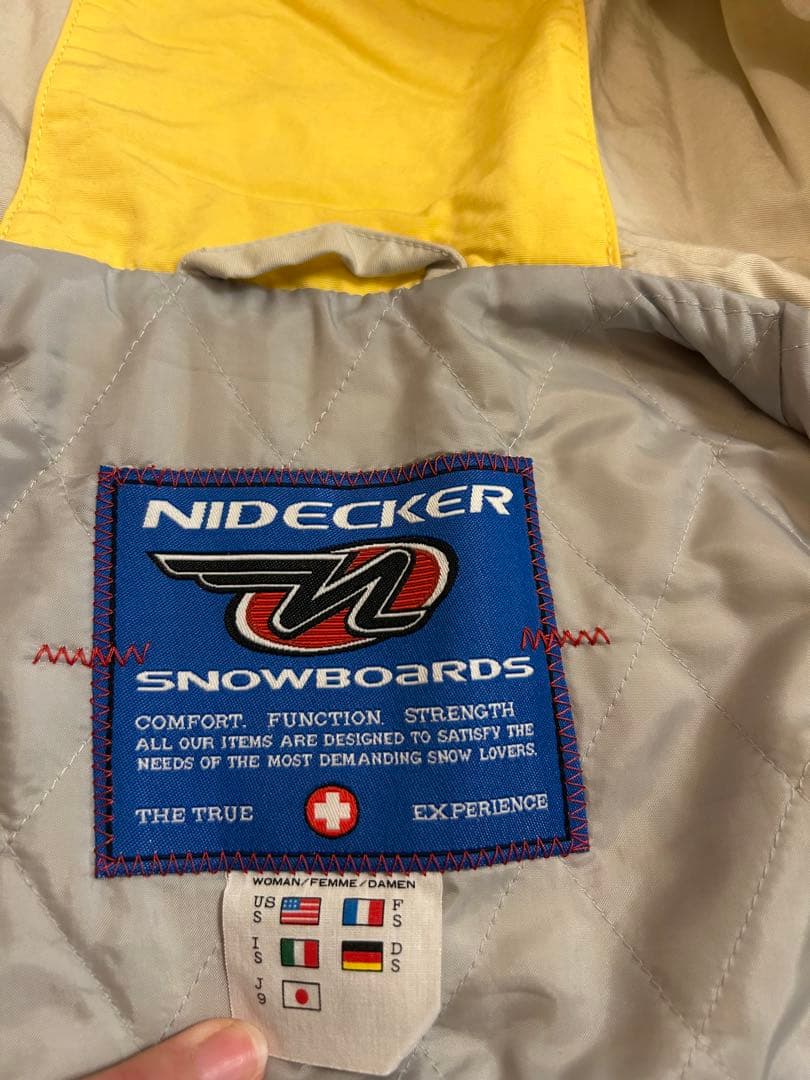 NIDECKER
N
SNOWBOARDS
COMFORT. FUNCTION. STRENGTH
ALL OUR ITEMS ARE DESIGNED TO SATISFY THE
NEEDS OF THE MOST DEMANDING SNOW LOVERS.
THE TRUE EXPERIENCE
WOMAN/FEMME/DAMEN
US S F S
I S D S
J 9